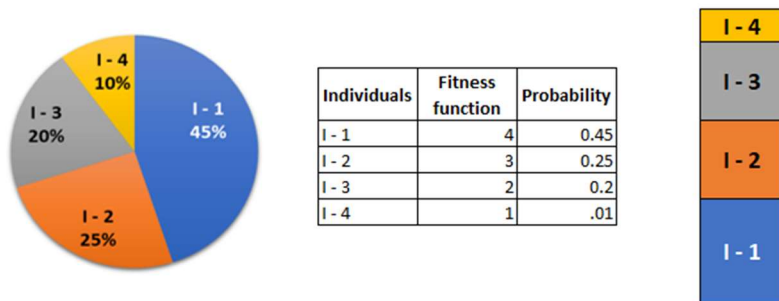 I - 4
10%
I - 1
45%
I - 3
20%
I - 2
25%
Individuals Fitness function Probability
I - 1 4 0.45
I - 2 3 0.25
I - 3 2 0.2
I - 4 1 .01
I - 4
I - 3
I - 2
I - 1